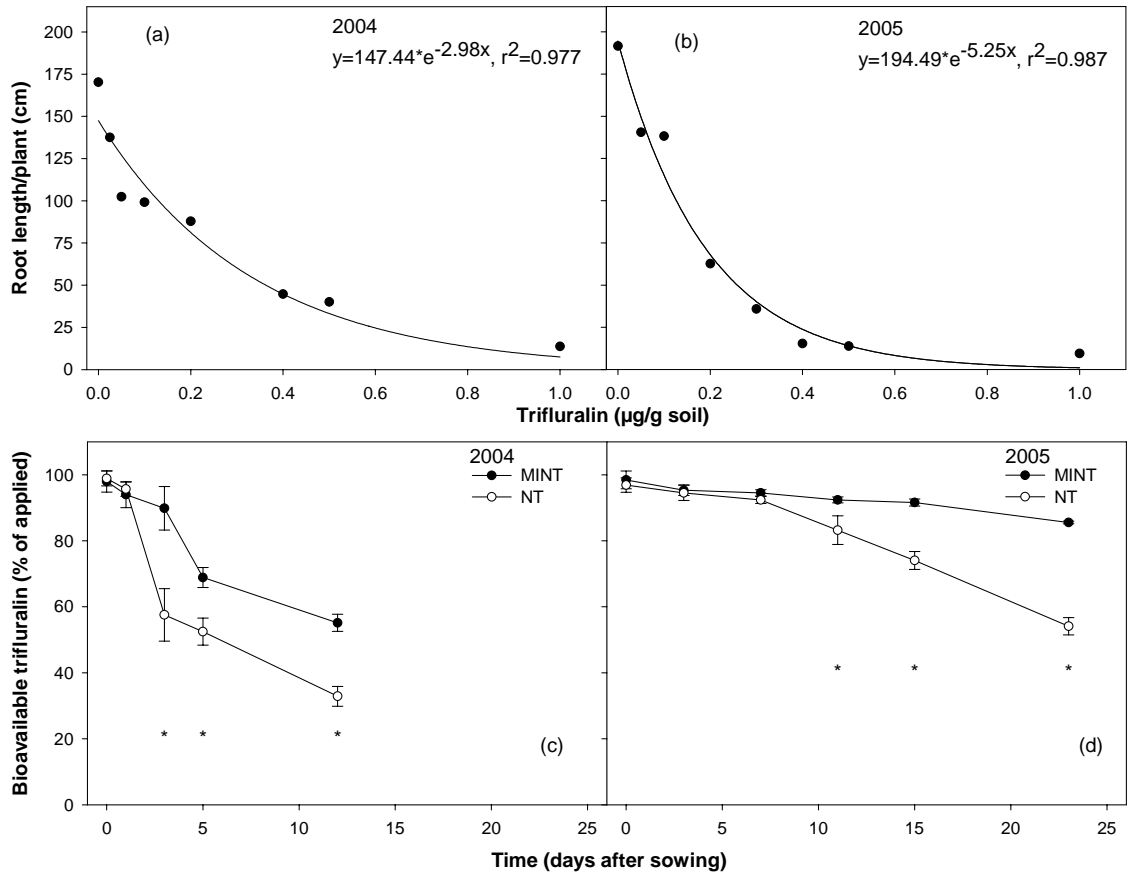 (a)
2004
y=147.44*e-2.98x, r2=0.977
(b)
2005
y=194.49*e-5.25x, r2=0.987
Root length/plant (cm)
200
175
150
125
100
75
50
25
0
0.0 0.2 0.4 0.6 0.8 1.0
0.0 0.2 0.4 0.6 0.8 1.0
Trifluralin (µg/g soil)
2004
MINT
NT
2005
MINT
NT
Bioavailable trifluralin (% of applied)
100
80
60
40
20
0
* * *
(c)
* * *
(d)
0 5 10 15 20 25
0 5 10 15 20 25
Time (days after sowing)